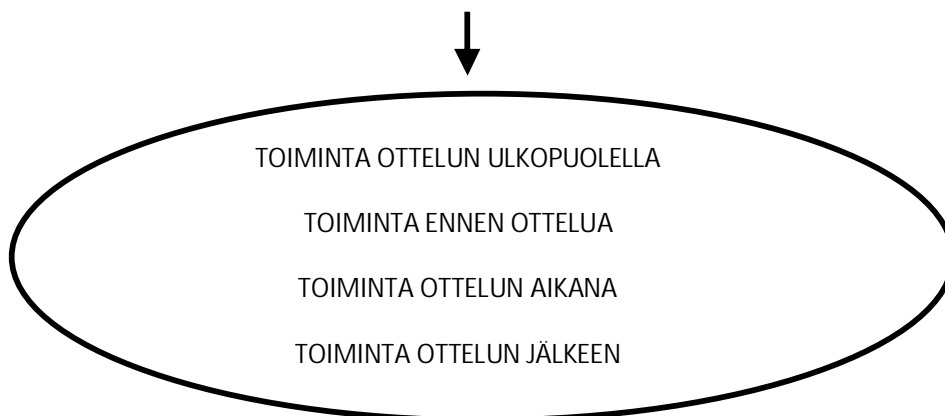 TOIMINTA OTTELUN ULKOPUOLELLA
TOIMINTA ENNEN OTTELUA
TOIMINTA OTTELUN AIKANA
TOIMINTA OTTELUN JÄLKEEN